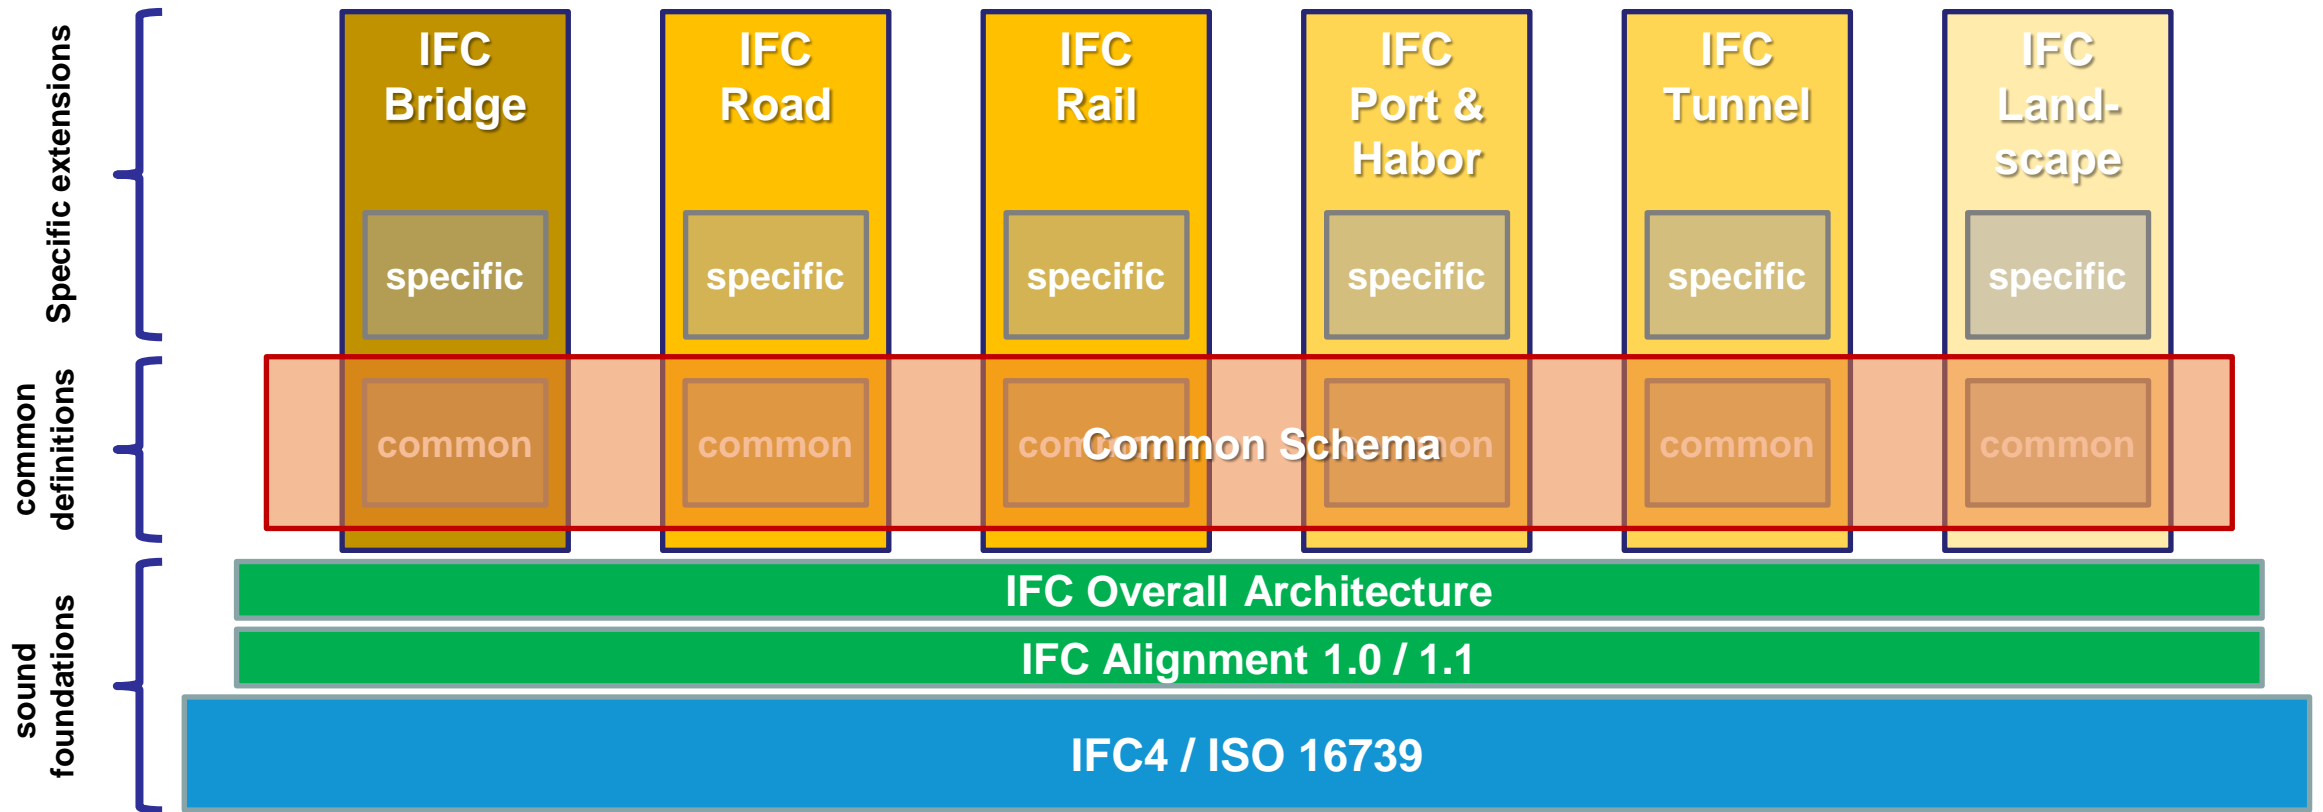 Specific extensions
IFC
Bridge
IFC
Road
IFC
Rail
IFC
Port &
Habor
IFC
Tunnel
IFC
Land-
scape
specific
specific
specific
specific
specific
specific
common
definitions
common
common
common
Common Schema
common
common
common
sound
foundations
IFC Overall Architecture
IFC Alignment 1.0 / 1.1
IFC4 / ISO 16739